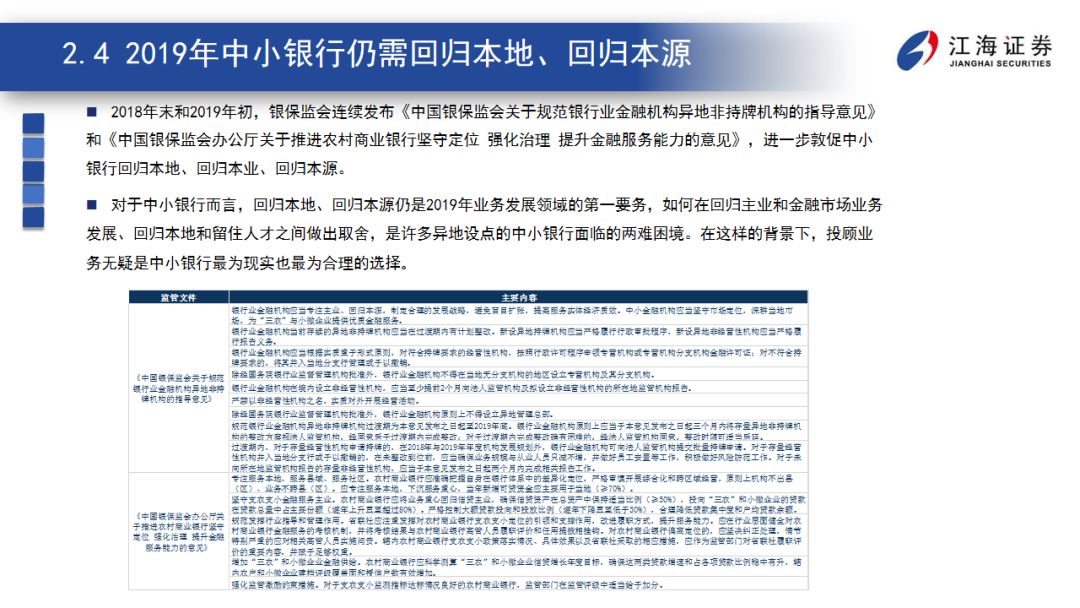 2.4 2019年中小银行仍需回归本地、回归本源
江海证券
JIANGHAI SECURITIES
■ 2018年末和2019年初，银保监会连续发布《中国银保监会关于规范银行业金融机构异地非持牌机构的指导意见》
和《中国银保监会办公厅关于推进农村商业银行坚守定位 强化治理 提升金融服务能力的意见》，进一步敦促中小
银行回归本地、回归本业、回归本源。
■ 对于中小银行而言，回归本地、回归本源仍是2019年业务发展领域的第一要务，如何在回归主业和金融市场业务
发展、回归本地和留住人才之间做出取舍，是许多异地设点的中小银行面临的两难困境。在这样的背景下，投顾业
务无疑是中小银行最为现实也最为合理的选择。
监管文件
主要内容
《中国银保监会关于规范
银行业金融机构异地非持
牌机构的指导意见》
银行业金融机构应当专注主业、回归本源，制定合理的发展战略，避免盲目扩张，提高服务实体经济质效。中小金融机构应当坚守市场定位，深耕当地市
场，为“三农”与小微企业提供优质金融服务。
银行业金融机构当前存续的异地非持牌机构应当在过渡期内有计划整改，新设异地持牌机构应当严格履行行政审批程序，新设异地非经营性机构应当严格履
行报告义务。
银行业金融机构应当根据实质重于形式原则，对符合持牌要求的经营性机构，按照行政许可程序申领专营机构或专营机构分支机构金融许可证；对不符合持
牌要求的，将其并入当地分支行管理或予以撤销。
除经国务院银行业监督管理机构批准外，银行业金融机构不得在当地无分支机构的地区设立专营机构及其分支机构。
银行业金融机构在境内设立非经营性机构，应当至少提前2个月向法人监管机构及拟设立非经营性机构的所在地监管机构报告。
严禁以非经营性机构之名，实质对外开展经营活动。
除经国务院银行业监督管理机构批准外，银行业金融机构原则上不得设立异地管理总部。
规范银行业金融机构异地非持牌机构过渡期为本意见发布之日起至2019年底。银行业金融机构原则上应当于本意见发布之日起三个月内将存量异地非持牌机
构的整改方案报法人监管机构，经同意后于过渡期内完成整改；对于过渡期内完成整改确有困难的，经法人监管机构同意，整改时限可适当延长。
过渡期内，对于存量经营性机构申请持牌的，在2018年与2019年年度机构发展规划外，银行业金融机构可向法人监管机构提交批量持牌申请。对于存量经营
性机构并入当地分支行或予以撤销的，在未整改到位前，应当确保业务规模与从业人员只减不增，并做好员工安置等工作，积极做好风险防范工作。对于未
向所在地监管机构报告的存量非经营性机构，应当于本意见发布之日起两个月内完成相关报告工作。
《中国银保监会办公厅关
于推进农村商业银行坚守
定位 强化治理 提升金融
服务能力的意见》
专注服务本地、服务县域、服务社区。农村商业银行应准确把握自身在银行体系中的差异化定位，严格审慎开展综合化和跨区域经营，原则上机构不出县
（区）、业务不跨县（区）。应专注服务本地，下沉服务重心，当年新增可贷资金应主要用于当地（≥70%）。
坚守支农支小金融服务主业。农村商业银行应将业务重心回归信贷主业，确保信贷资产在总资产中保持适当比例（≥50%），投向“三农”和小微企业的贷款
在贷款总量中占主要份额（逐年上升直至超过80%）。严格控制大额贷款投向和投放比例（逐年下降直至低于30%），合理降低贷款集中度和户均贷款余额。
规范发挥行业指导和管理作用。省联社应注重发挥对农村商业银行支农支小定位的引领和支撑作用，改进履职方式，提升服务能力。应在行业层面健全对农
村商业银行金融服务的考核机制，并将考核结果与农村商业银行高管人员履职评价和任用提拔相挂钩。对农村商业银行偏离定位的，应坚决纠正处理，情节
特别严重的应对相关高管人员实施问责。辖内农村商业银行支农支小政策落实情况、具体效果以及省联社采取的相应措施，应作为监管部门对省联社履职评
价的重要内容，并赋予足够权重。
增加“三农”和小微企业金融供给。农村商业银行应科学测算“三农”和小微企业信贷增长年度目标，确保这两类贷款增速和占各项贷款比例稳中有升，辖
内农户和小微企业建档评级覆盖面和授信户数有效增加。
强化监管激励约束措施。对于支农支小监测指标达标情况良好的农村商业银行，监管部门在监管评级中适当给予加分。